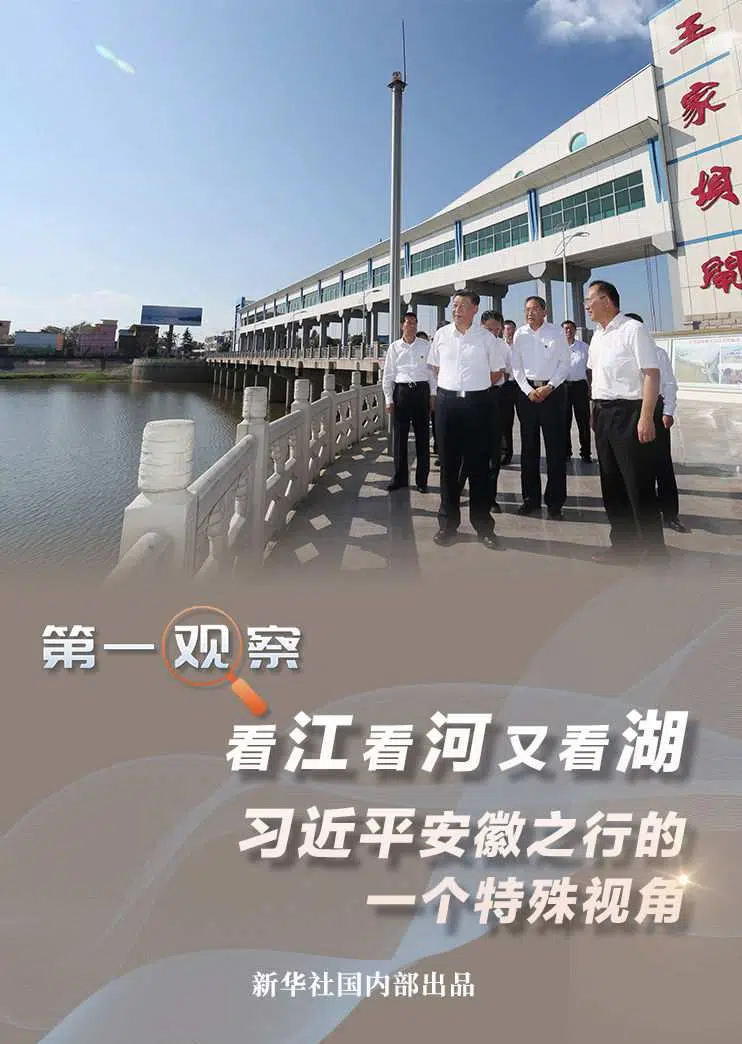 王家坝闸
第一观察
看江看河又看湖
习近平安徽之行的
一个特殊视角
新华社国内部出品